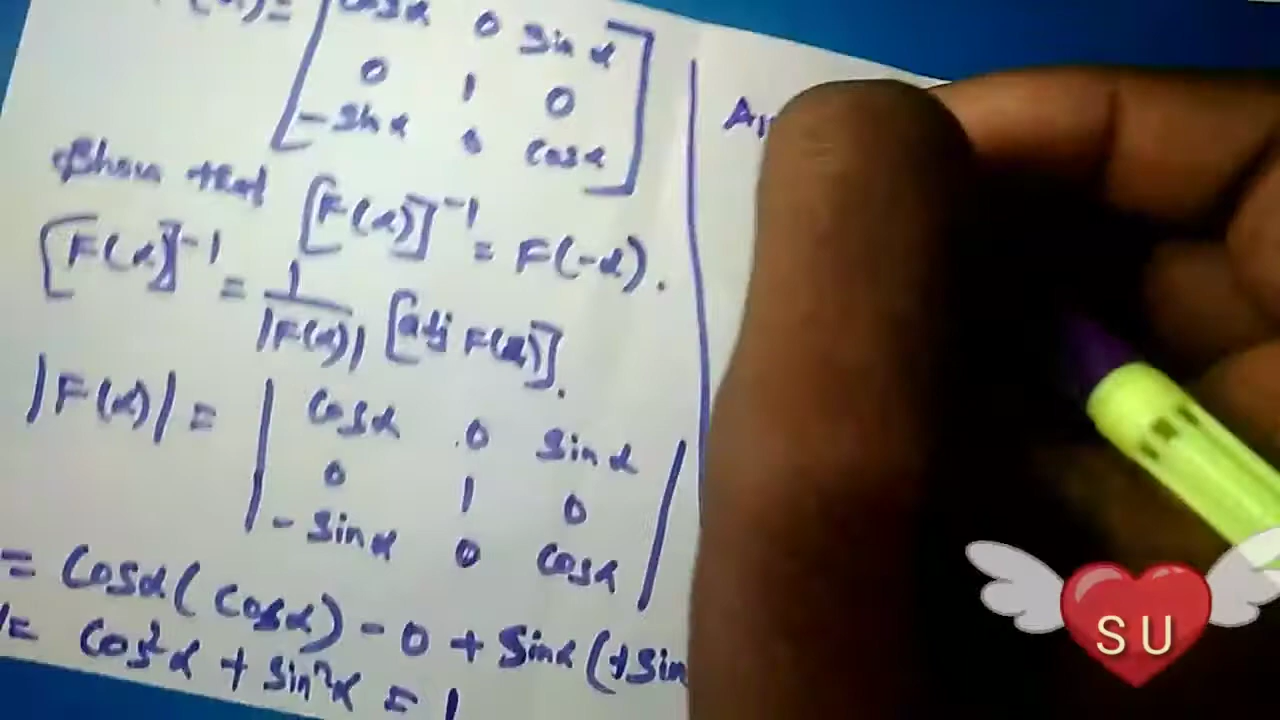 cosα 0 sinα
0 1 0
-sinα 0 cosα
Show that [F(α)]⁻¹ = F(-α).
[F(α)]⁻¹ = 1/|F(α)| [adj F(α)].
|F(α)| = | cosα 0 sinα
0 1 0
-sinα 0 cosα |
= cosα(cosα) - 0 + sinα(+sin
= cos²α + sin²α = 1
SU